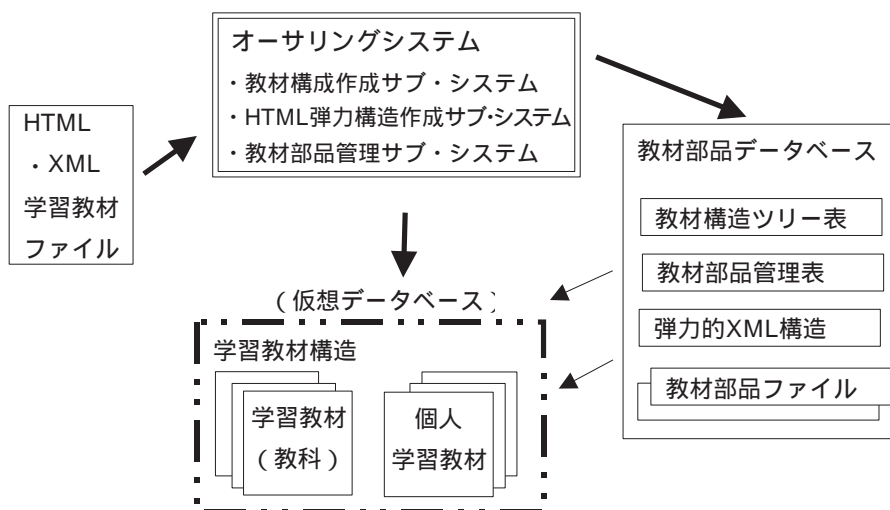 オーサリングシステム
・教材構成作成サブ・システム
・HTML弾力構造作成サブ・システム
・教材部品管理サブ・システム
HTML
・XML
学習教材
ファイル
教材部品データベース
教材構造ツリー表
教材部品管理表
弾力的XML構造
教材部品ファイル
(仮想データベース)
学習教材構造
学習教材
(教科)
個人
学習教材